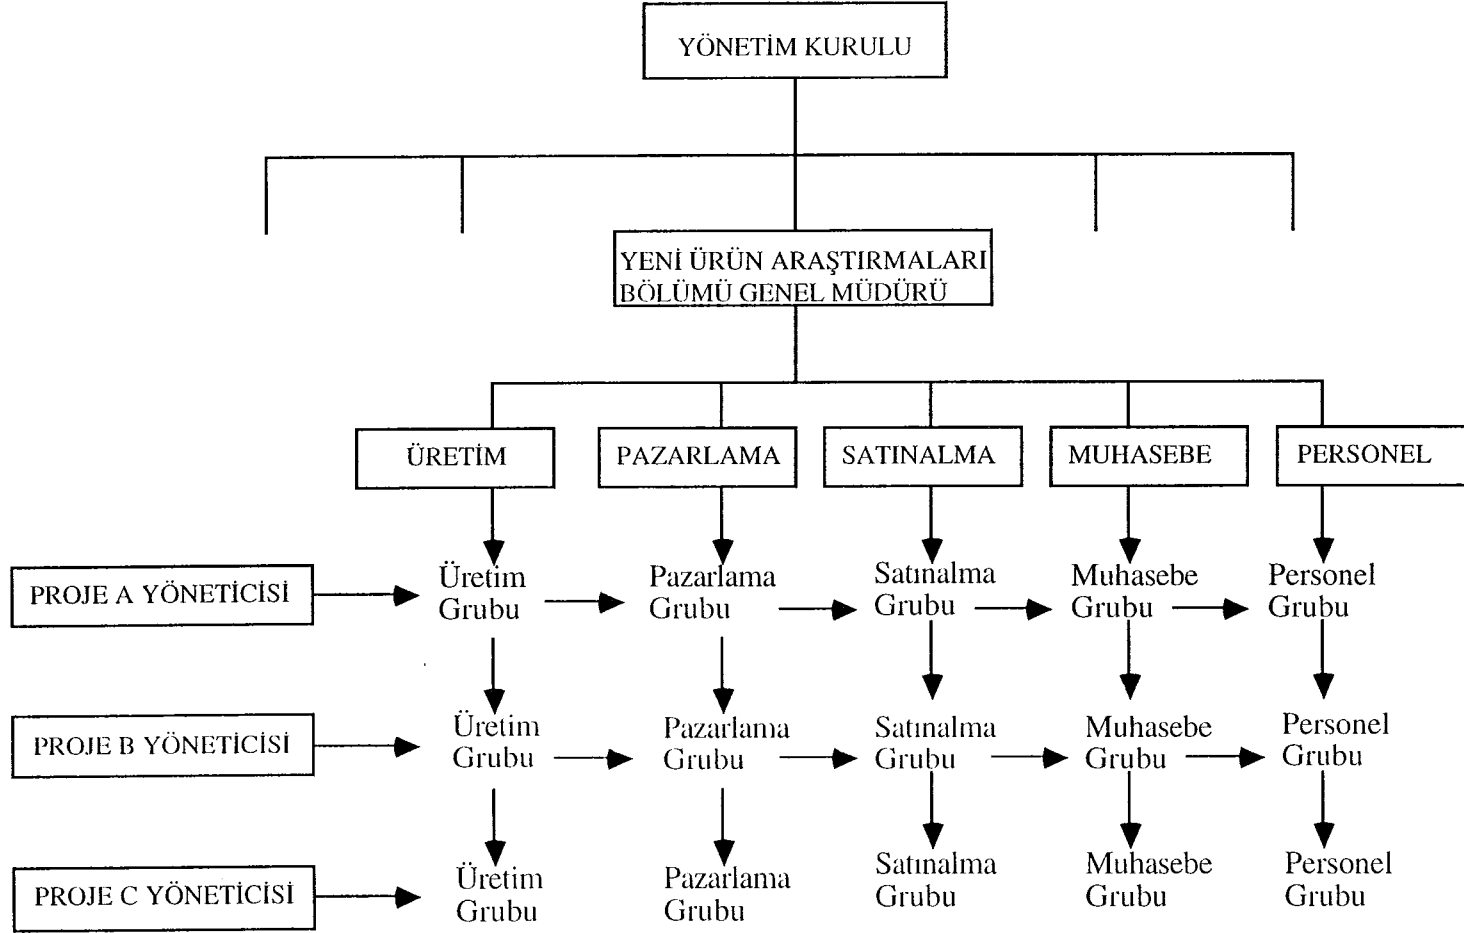 YÖNETİM KURULU
YENİ ÜRÜN ARAŞTIRMALARI
BÖLÜMÜ GENEL MÜDÜRÜ
ÜRETİM
PAZARLAMA
SATINALMA
MUHASEBE
PERSONEL
PROJE A YÖNETİCİSİ
Üretim
Grubu
Pazarlama
Grubu
Satınalma
Grubu
Muhasebe
Grubu
Personel
Grubu
PROJE B YÖNETİCİSİ
Üretim
Grubu
Pazarlama
Grubu
Satınalma
Grubu
Muhasebe
Grubu
Personel
Grubu
PROJE C YÖNETİCİSİ
Üretim
Grubu
Pazarlama
Grubu
Satınalma
Grubu
Muhasebe
Grubu
Personel
Grubu